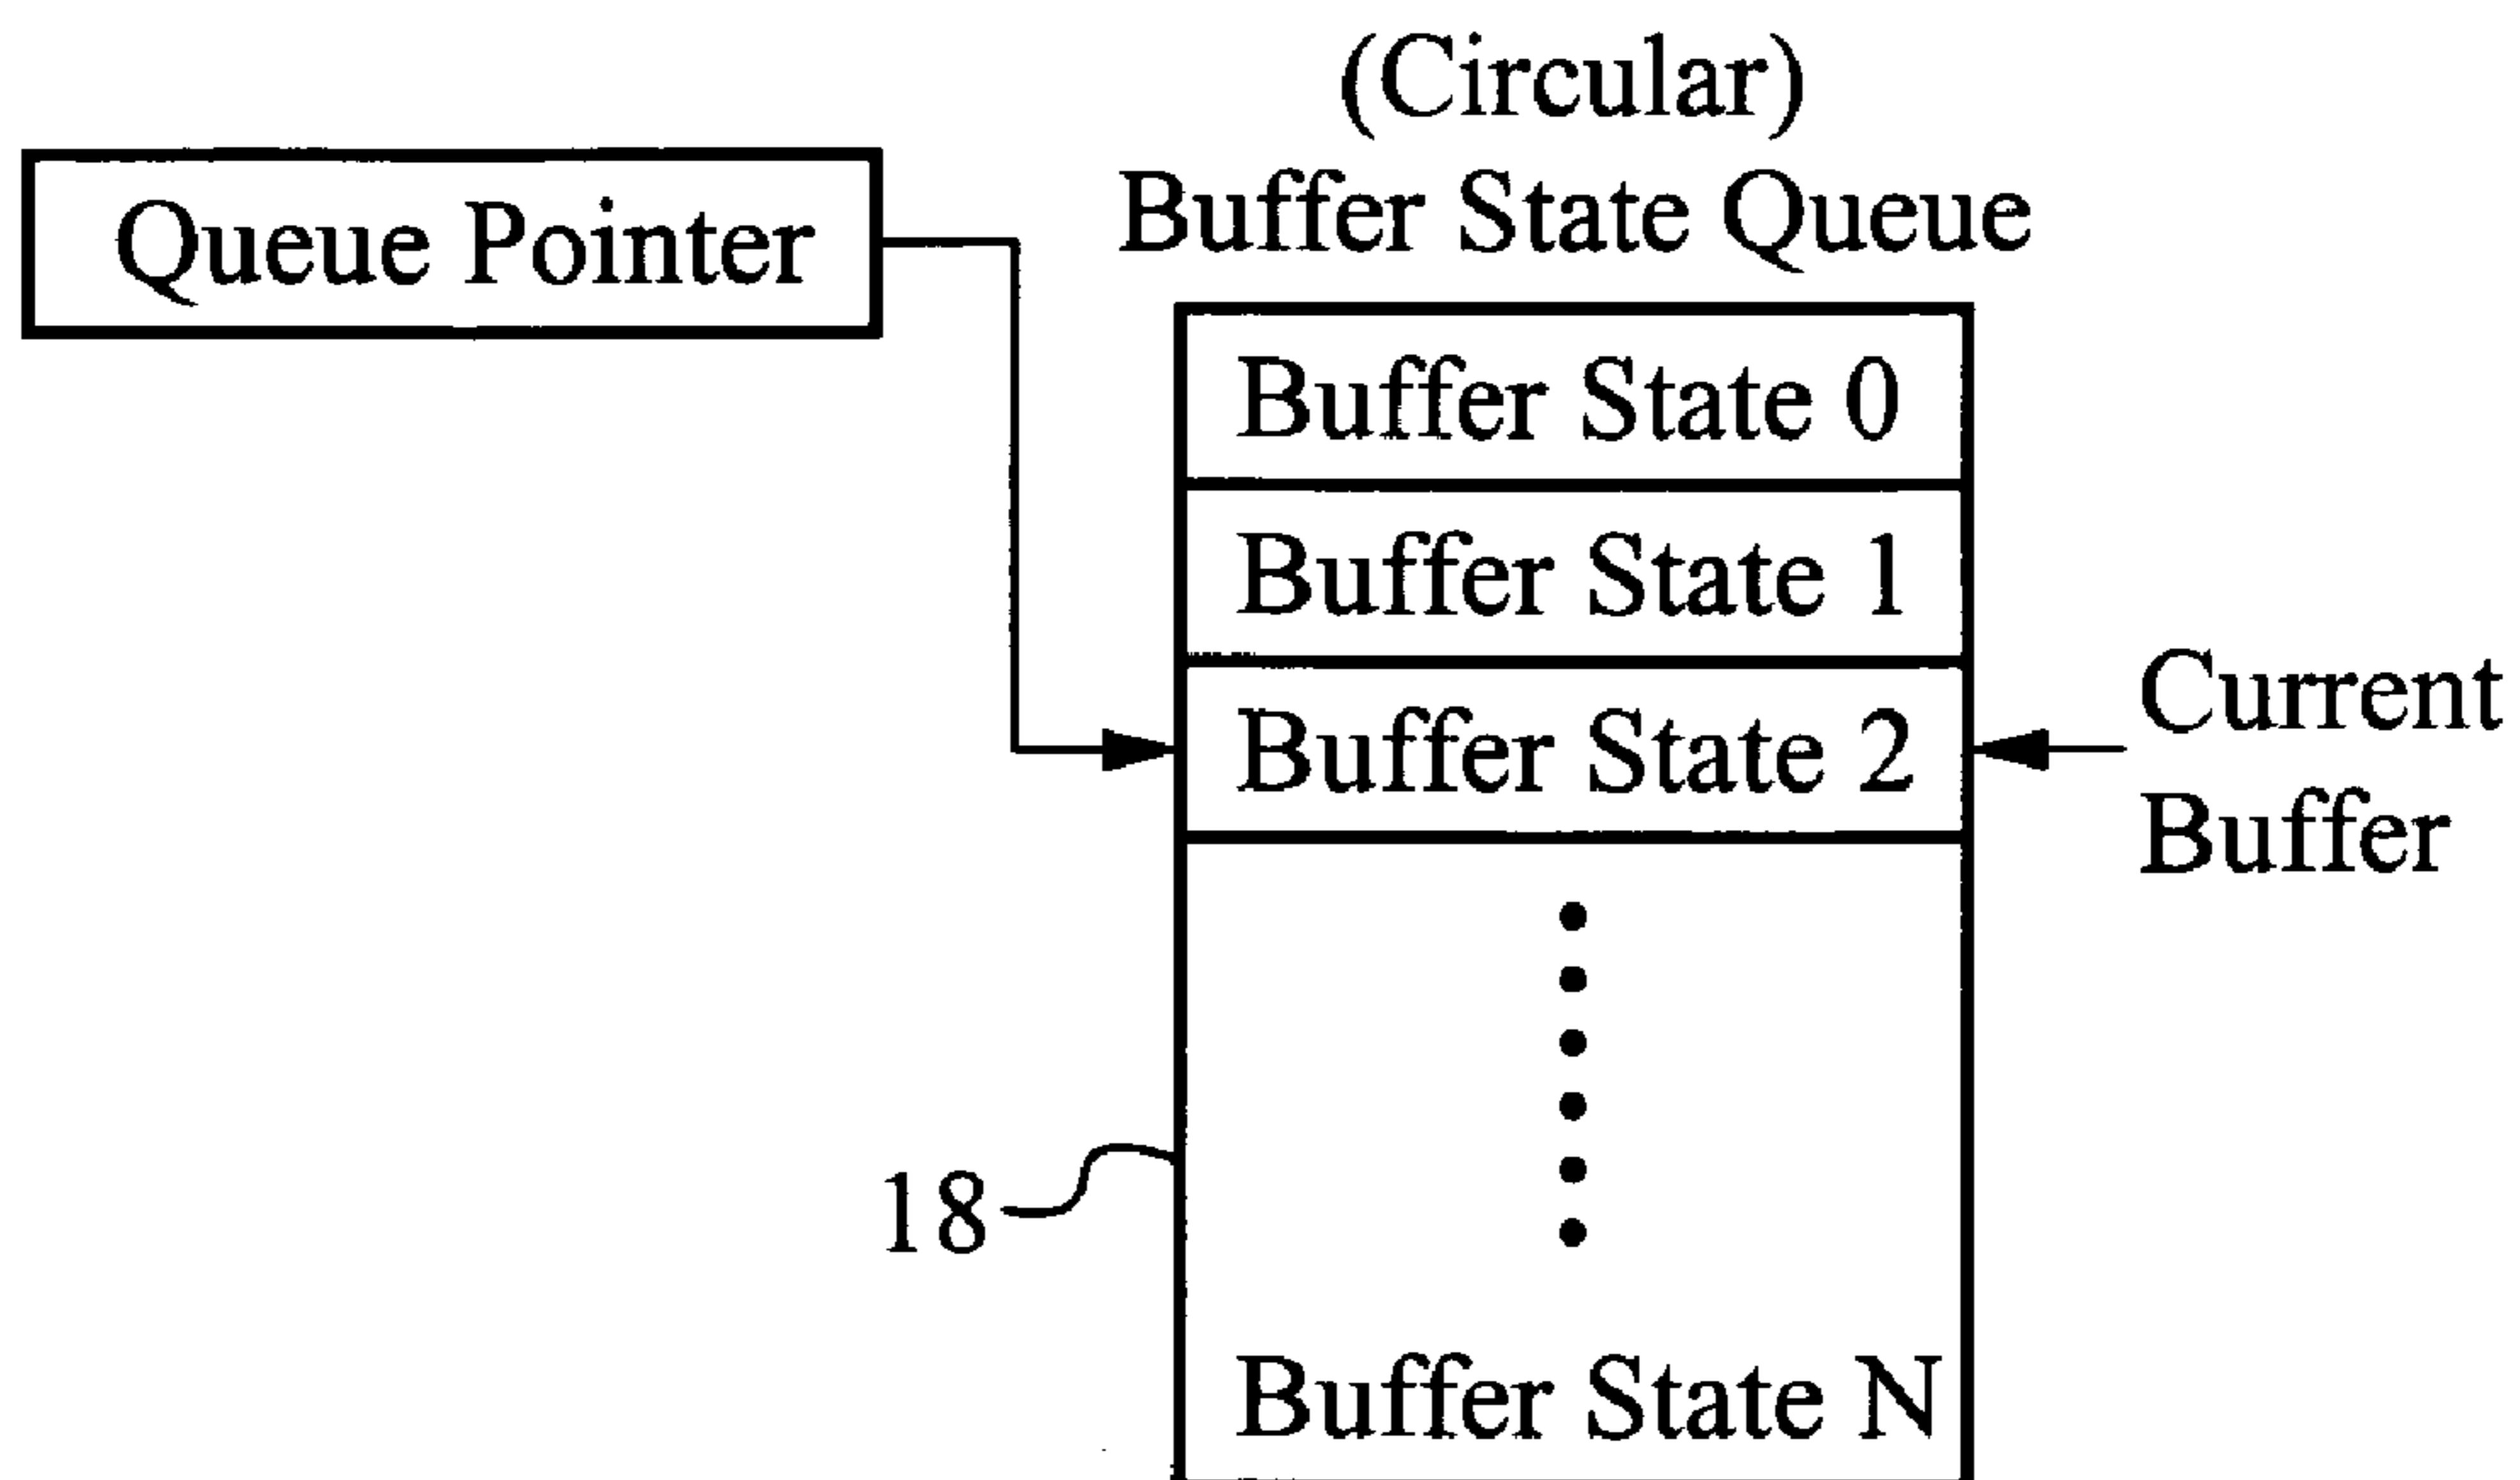 (Circular)
Buffer State Queue
Queue Pointer
Buffer State 0
Buffer State 1
Buffer State 2
Current
Buffer
18
Buffer State N